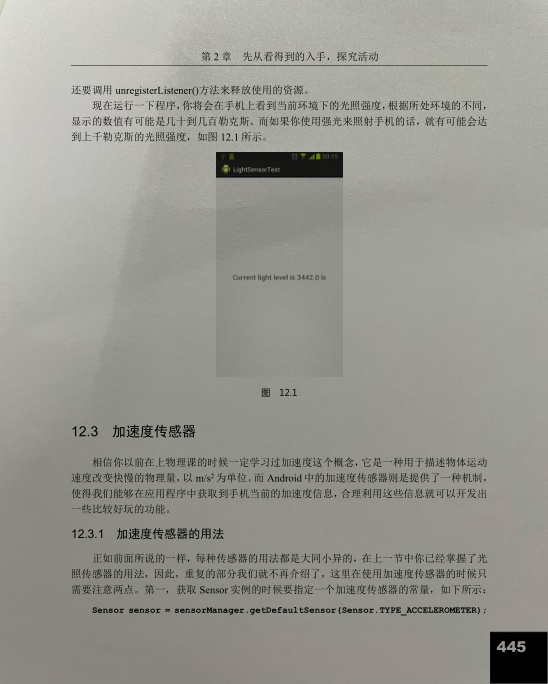 第 2 章 先从看得到的入手，探究活动
还要调用 unregisterListener()方法来释放使用的资源。
现在运行一下程序，你将会在手机上看到当前环境下的光照强度，根据所处环境的不同，
显示的数值有可能是几十到几百勒克斯。而如果你使用强光来照射手机的话，就有可能会达
到上千勒克斯的光照强度，如图 12.1 所示。
00:15
LightSensorTest
Current light level is 3442.0 lx
图 12.1
12.3 加速度传感器
相信你以前在上物理课的时候一定学习过加速度这个概念，它是一种用于描述物体运动
速度改变快慢的物理量，以 m/s² 为单位。而 Android 中的加速度传感器则是提供了一种机制，
使得我们能够在应用程序中获取到手机当前的加速度信息，合理利用这些信息就可以开发出
一些比较好玩的功能。
12.3.1 加速度传感器的用法
正如前面所说的一样，每种传感器的用法都是大同小异的，在上一节中你已经掌握了光
照传感器的用法，因此，重复的部分我们就不再介绍了，这里在使用加速度传感器的时候只
需要注意两点。第一，获取 Sensor 实例的时候要指定一个加速度传感器的常量，如下所示：
Sensor sensor = sensorManager.getDefaultSensor(Sensor.TYPE_ACCELEROMETER);
445